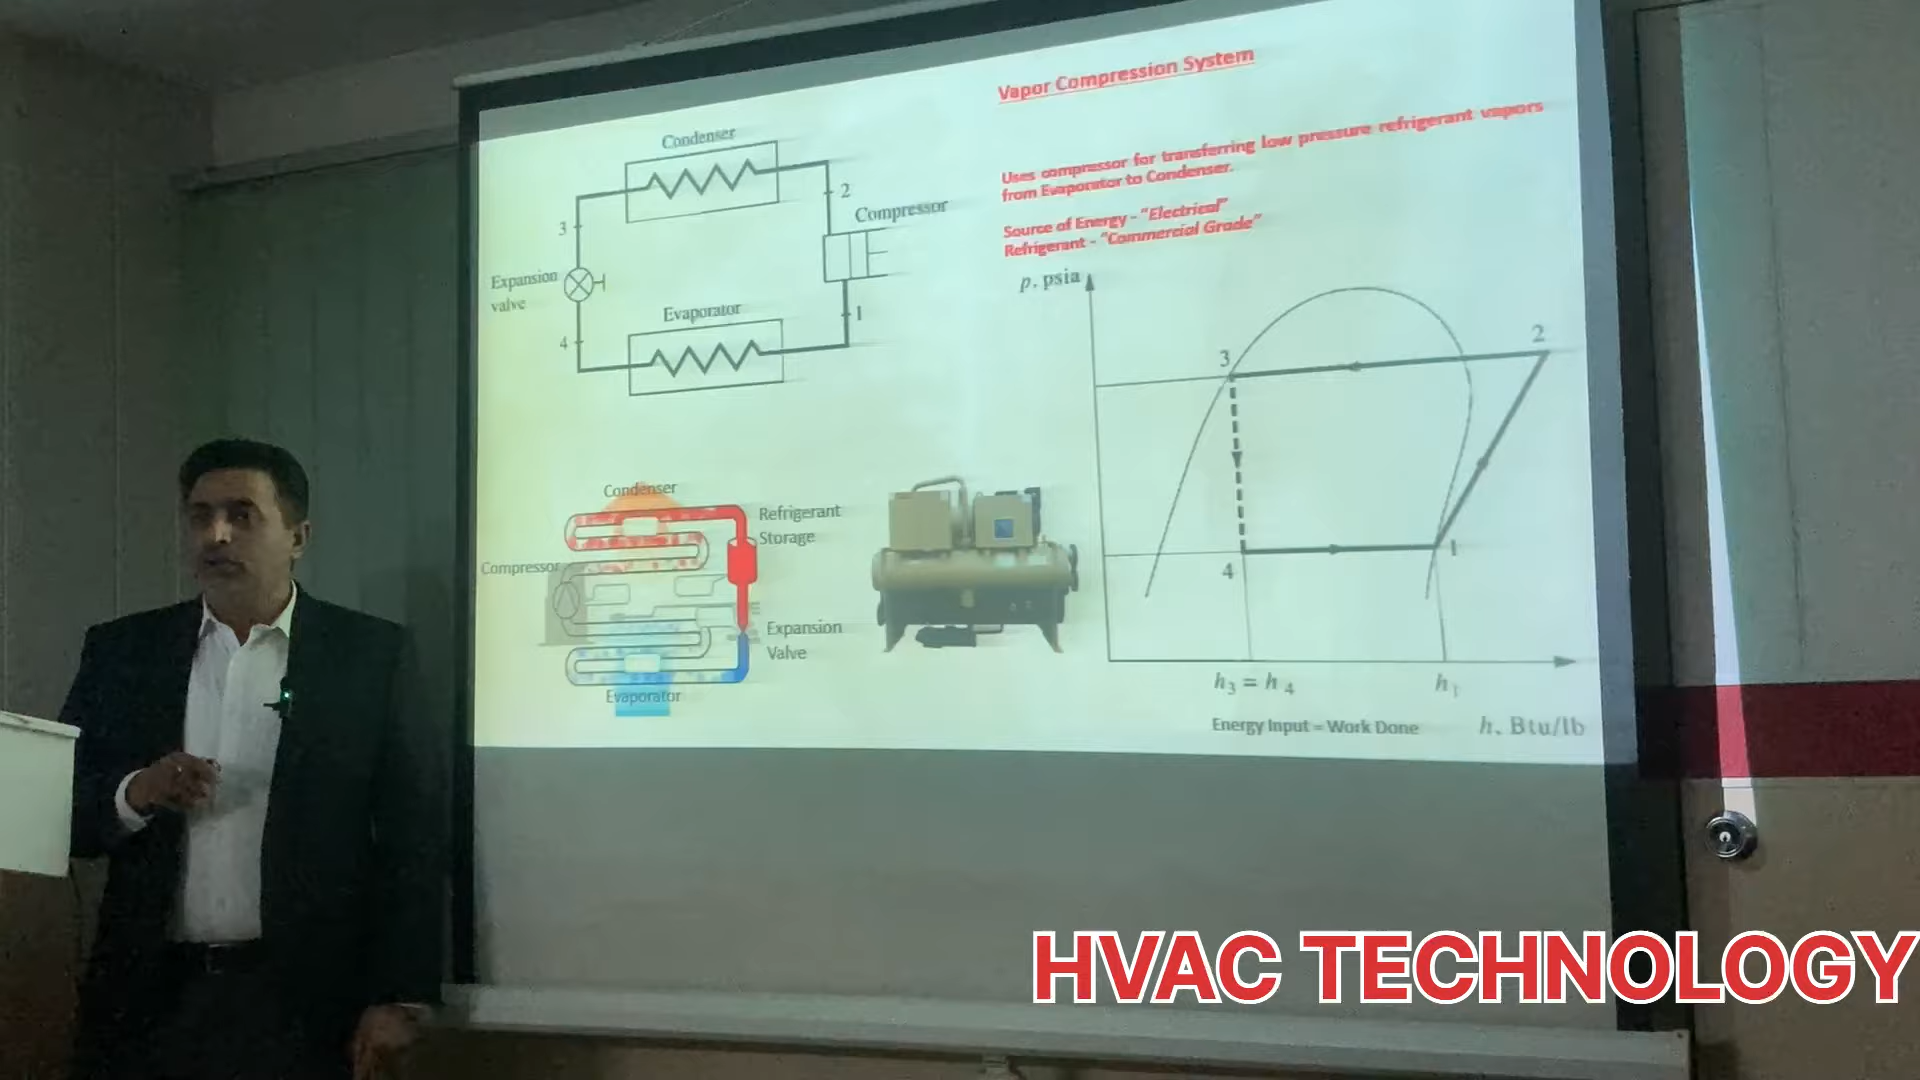 Vapor Compression System
Uses compressor for transferring low pressure refrigerant vapors
from Evaporator to Condenser.
Source of Energy - "Electrical"
Refrigerant - "Commercial Grade"
Condenser
2
Compressor
3
Expansion
valve
Evaporator
1
4
p, psia
2
3
1
4
h3 = h4
h1
Energy Input = Work Done
h, Btu/lb
Condenser
Refrigerant
Storage
Compressor
Expansion
Valve
Evaporator
HVAC TECHNOLOGY